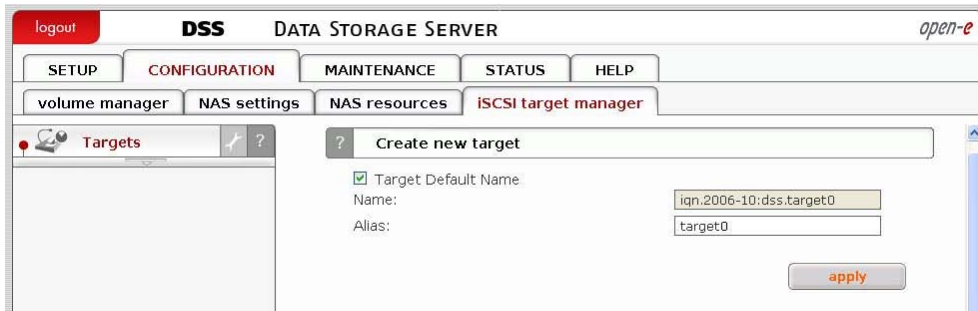 logout DSS DATA STORAGE SERVER open-e
SETUP CONFIGURATION MAINTENANCE STATUS HELP
volume manager NAS settings NAS resources iSCSI target manager
Targets ? ? Create new target
Target Default Name
Name: iqn.2006-10:dss.target0
Alias: target0
apply